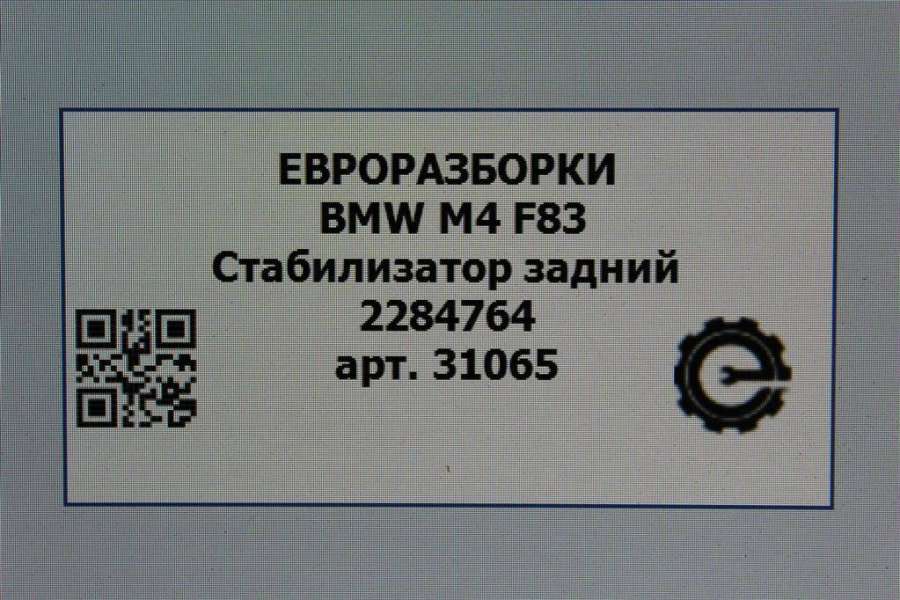 ЕВРОРАЗБОРКИ
BMW M4 F83
Стабилизатор задний
2284764
арт. 31065